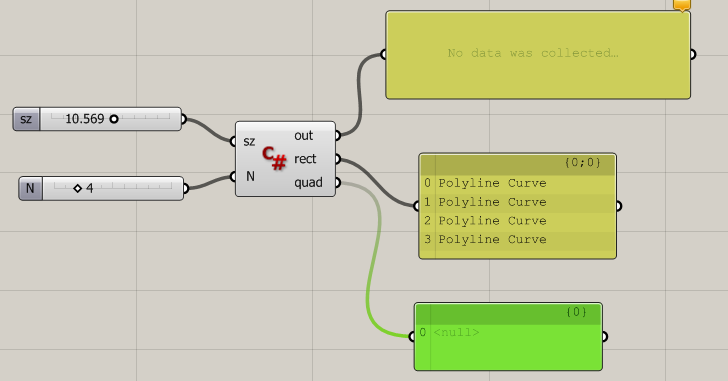 No data was collected…
sz 10.569
sz
N
C#
out
rect
quad
N 4
{0;0}
0 Polyline Curve
1 Polyline Curve
2 Polyline Curve
3 Polyline Curve
{0}
0 <null>